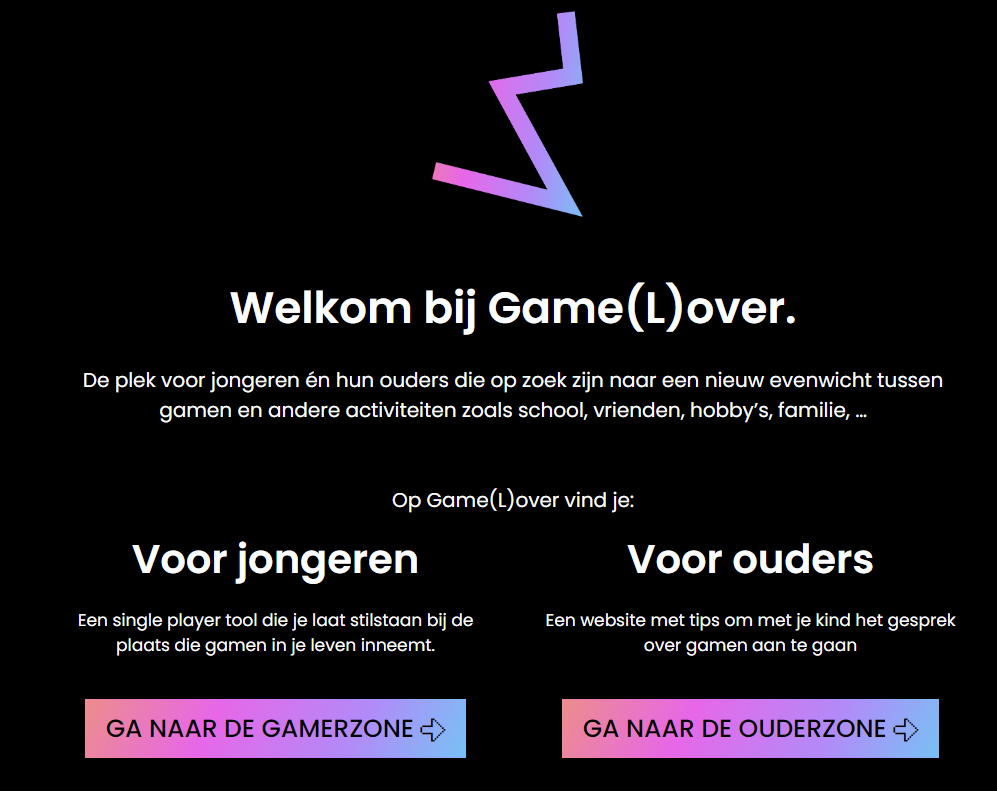 Welkom bij Game(L)over.
De plek voor jongeren én hun ouders die op zoek zijn naar een nieuw evenwicht tussen
gamen en andere activiteiten zoals school, vrienden, hobby’s, familie, ...
Op Game(L)over vind je:
Voor jongeren
Een single player tool die je laat stilstaan bij de
plaats die gamen in je leven inneemt.
GA NAAR DE GAMERZONE
Voor ouders
Een website met tips om met je kind het gesprek
over gamen aan te gaan
GA NAAR DE OUDERZONE